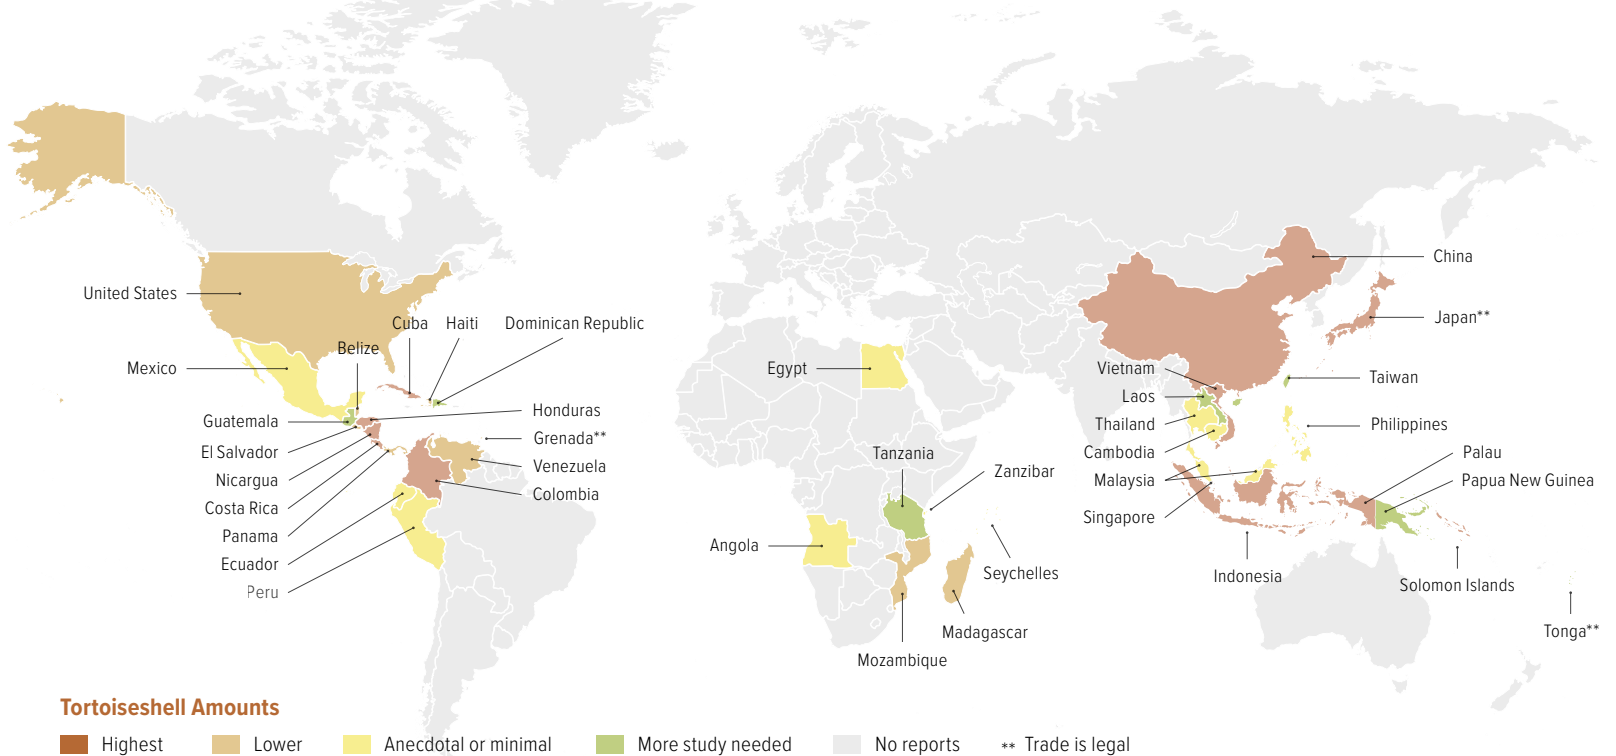 United States
Mexico
Belize
Cuba
Haiti
Dominican Republic
Guatemala
El Salvador
Nicargua
Costa Rica
Panama
Ecuador
Peru
Honduras
Grenada**
Venezuela
Colombia
Egypt
Tanzania
Zanzibar
Angola
Seychelles
Madagascar
Mozambique
China
Japan**
Vietnam
Laos
Thailand
Cambodia
Malaysia
Singapore
Taiwan
Philippines
Palau
Papua New Guinea
Indonesia
Solomon Islands
Tonga**
Tortoiseshell Amounts
Highest
Lower
Anecdotal or minimal
More study needed
No reports
** Trade is legal